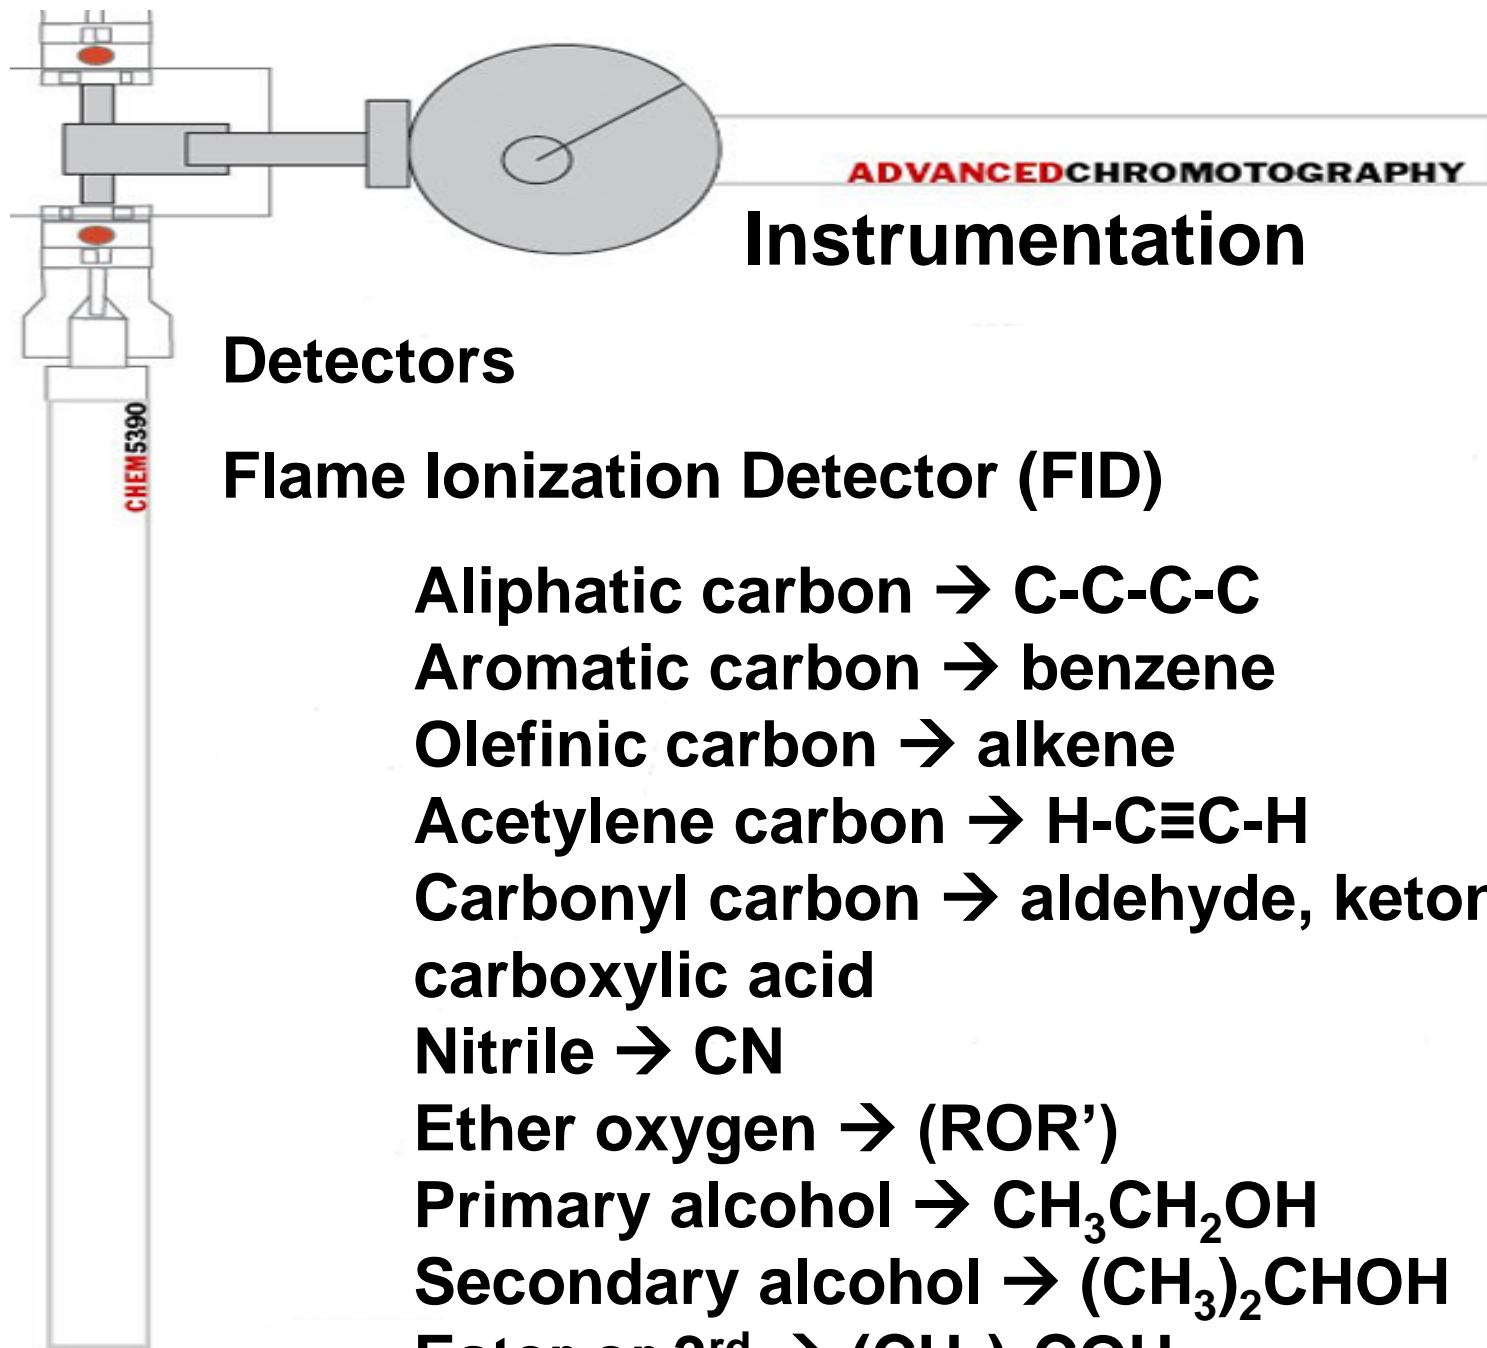 ADVANCEDCHROMOTOGRAPHY
Instrumentation
Detectors
CHEM5390
Flame Ionization Detector (FID)
Aliphatic carbon → C-C-C-C
Aromatic carbon → benzene
Olefinic carbon → alkene
Acetylene carbon → H-C≡C-H
Carbonyl carbon → aldehyde,
carboxylic acid
Nitrile → CN
Ether oxygen → (ROR’)
Primary alcohol → CH₃CH₂OH
Secondary alcohol → (CH₃)₂CHOH